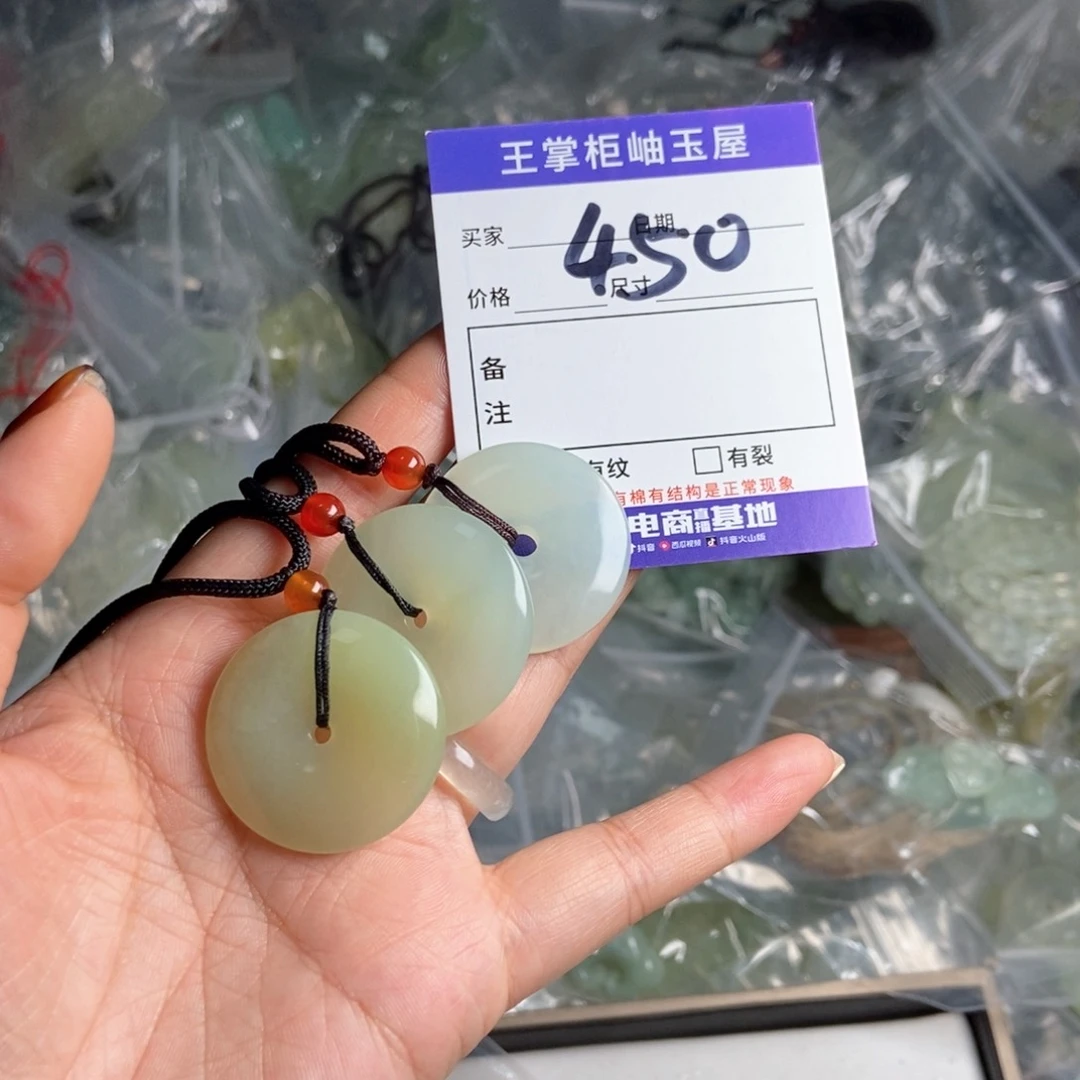 王掌柜岫玉屋
买家 日期
450
价格 尺寸
备
注
有纹 有裂
有棉有结构是正常现象
电商直播基地
抖音 西瓜视频 抖音火山版